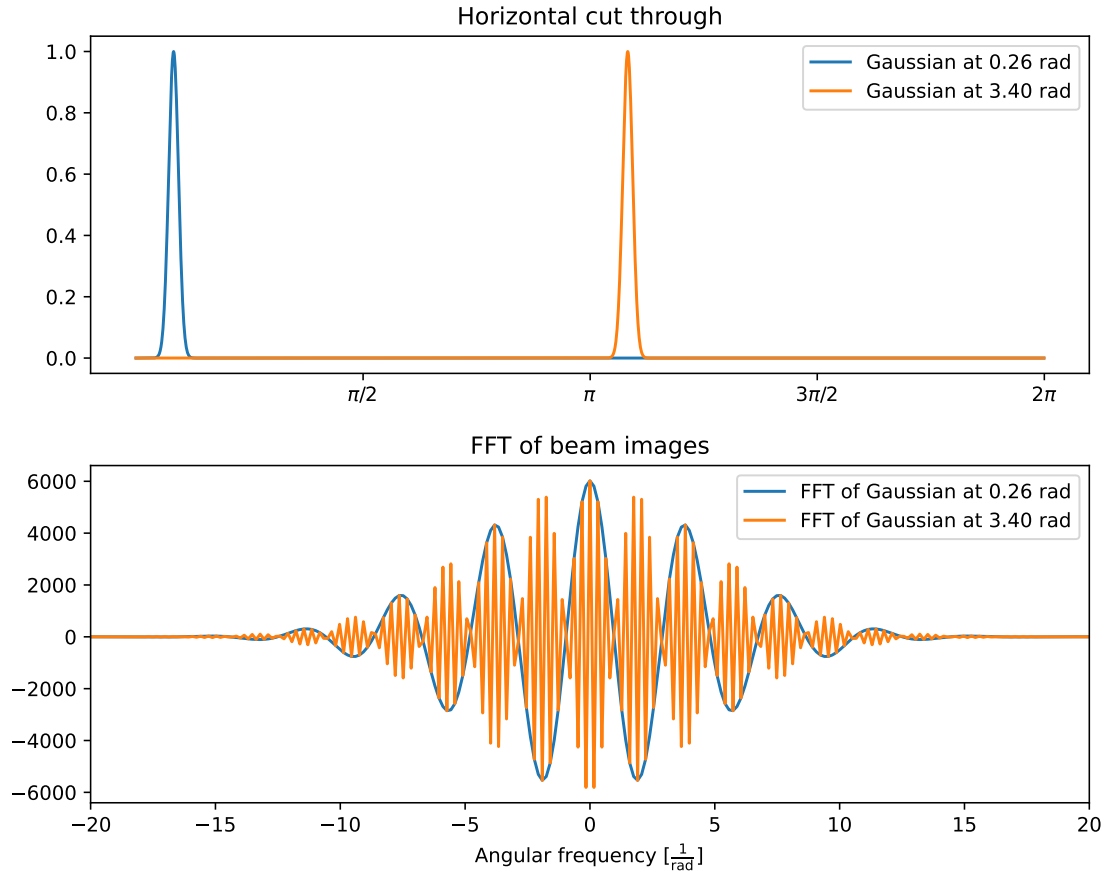 Horizontal cut through
1.0
0.8
0.6
0.4
0.2
0.0
Gaussian at 0.26 rad
Gaussian at 3.40 rad
π/2
π
3π/2
2π
FFT of beam images
6000
4000
2000
0
−2000
−4000
−6000
FFT of Gaussian at 0.26 rad
FFT of Gaussian at 3.40 rad
−20
−15
−10
−5
0
5
10
15
20
Angular frequency [1/rad]